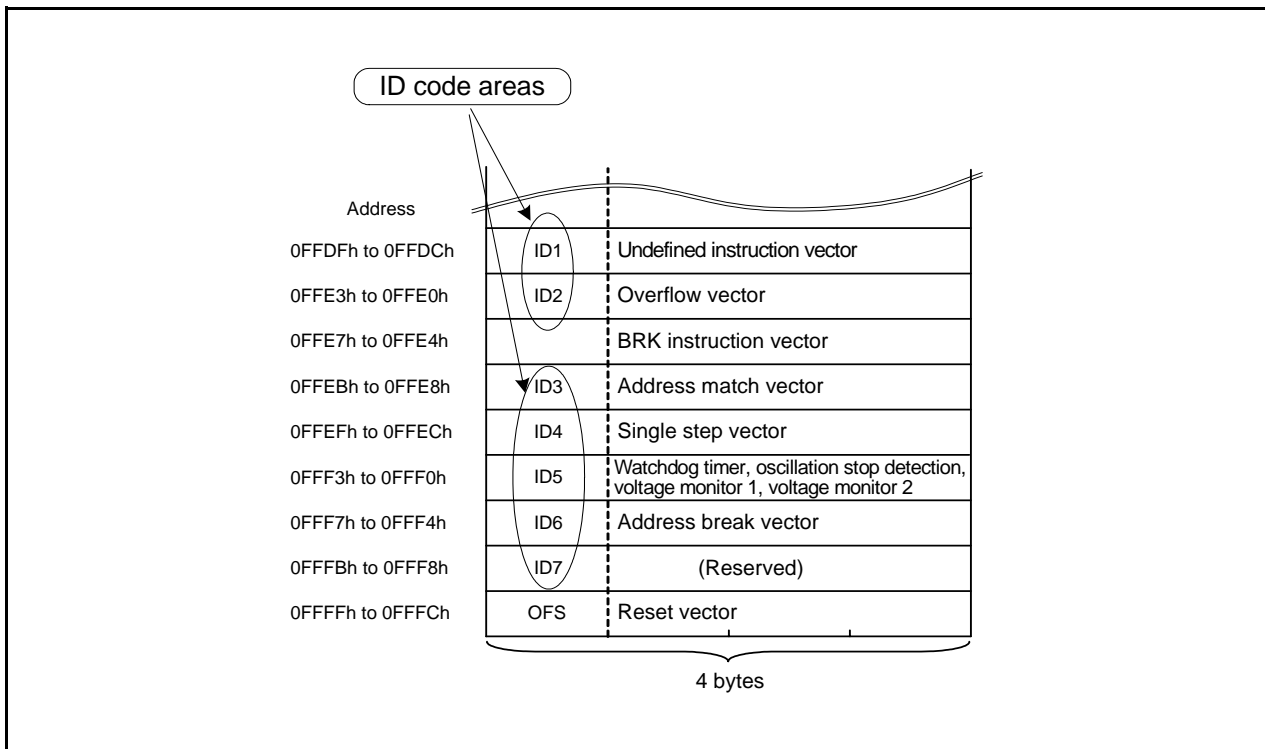 ID code areas
Address
0FFDFh to 0FFDCh ID1 Undefined instruction vector
0FFE3h to 0FFE0h ID2 Overflow vector
0FFE7h to 0FFE4h BRK instruction vector
0FFEBh to 0FFE8h ID3 Address match vector
0FFEFh to 0FFECh ID4 Single step vector
0FFF3h to 0FFF0h ID5 Watchdog timer, oscillation stop detection,
voltage monitor 1, voltage monitor 2
0FFF7h to 0FFF4h ID6 Address break vector
0FFFBh to 0FFF8h ID7 (Reserved)
0FFFFh to 0FFFCh OFS Reset vector
4 bytes